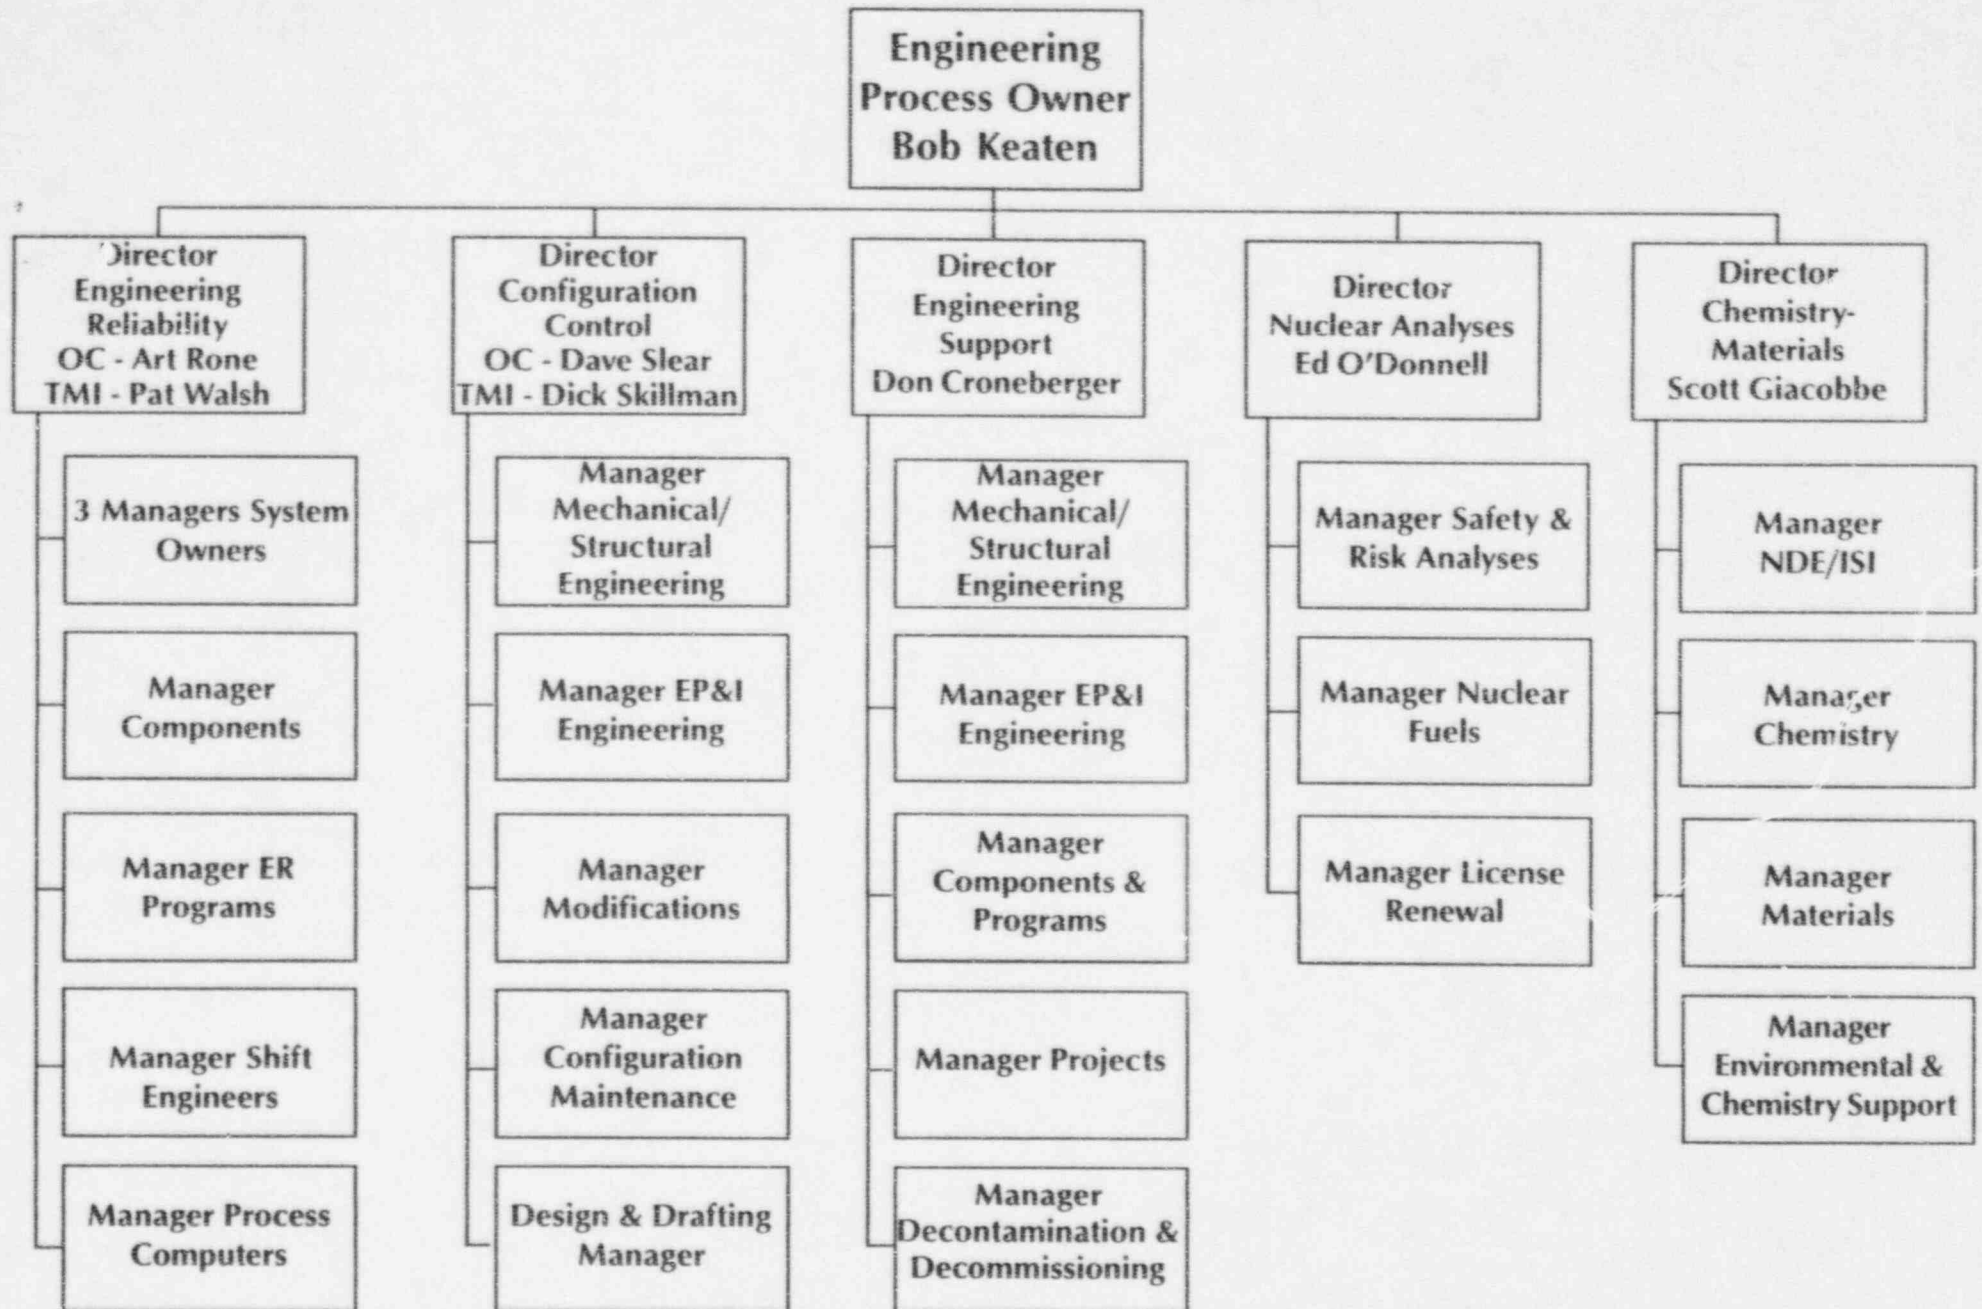 Engineering
Process Owner
Bob Keaten
Director
Engineering
Reliability
OC - Art Rone
TMI - Pat Walsh
3 Managers System
Owners
Manager
Components
Manager ER
Programs
Manager Shift
Engineers
Manager Process
Computers
Director
Configuration
Control
OC - Dave Slear
TMI - Dick Skillman
Manager
Mechanical/
Structural
Engineering
Manager EP&I
Engineering
Manager
Modifications
Manager
Configuration
Maintenance
Design & Drafting
Manager
Director
Engineering
Support
Don Croneberger
Manager
Mechanical/
Structural
Engineering
Manager EP&I
Engineering
Manager
Components &
Programs
Manager Projects
Manager
Decontamination &
Decommissioning
Director
Nuclear Analyses
Ed O'Donnell
Manager Safety &
Risk Analyses
Manager Nuclear
Fuels
Manager License
Renewal
Director
Chemistry-
Materials
Scott Giacobbe
Manager
NDE/ISI
Manager
Chemistry
Manager
Materials
Manager
Environmental &
Chemistry Support